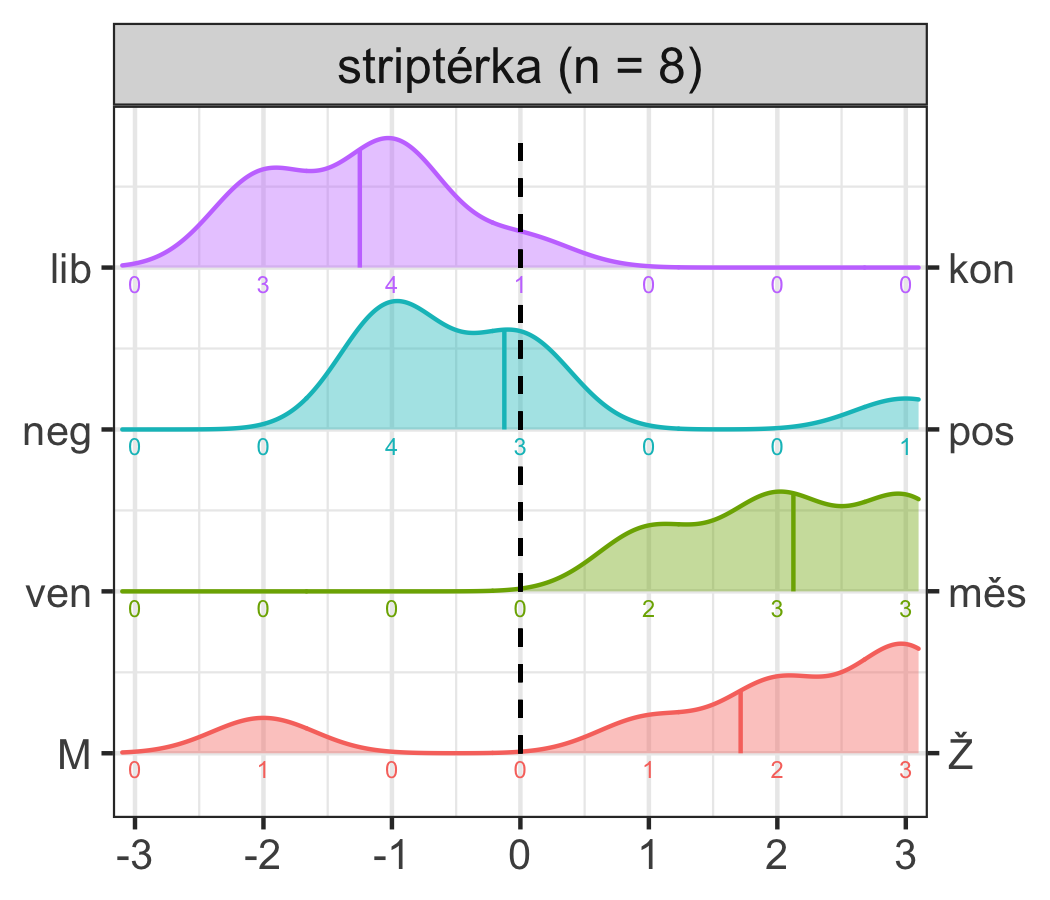 striptérka (n = 8)
lib kon
0 3 4 1 0 0 0
neg pos
0 0 4 3 0 0 1
ven měs
0 0 0 0 2 3 3
M Ž
0 1 0 0 1 2 3
-3 -2 -1 0 1 2 3